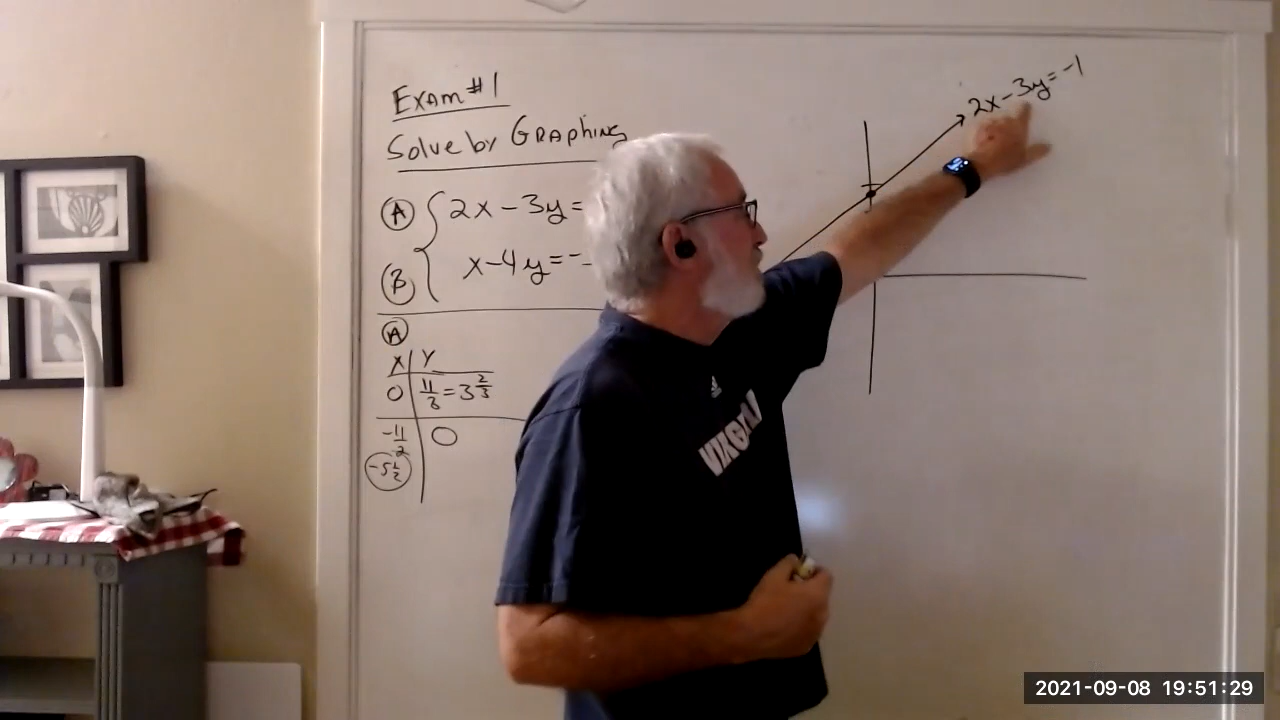 Exam #1
Solve by Graphing
A 2x - 3y =
B x - 4y = -
A
x y
0 11/3 = 3 2/3
-11/2 0
-5 1/2
2x - 3y = -1
VIKGYM
2021-09-08 19:51:29